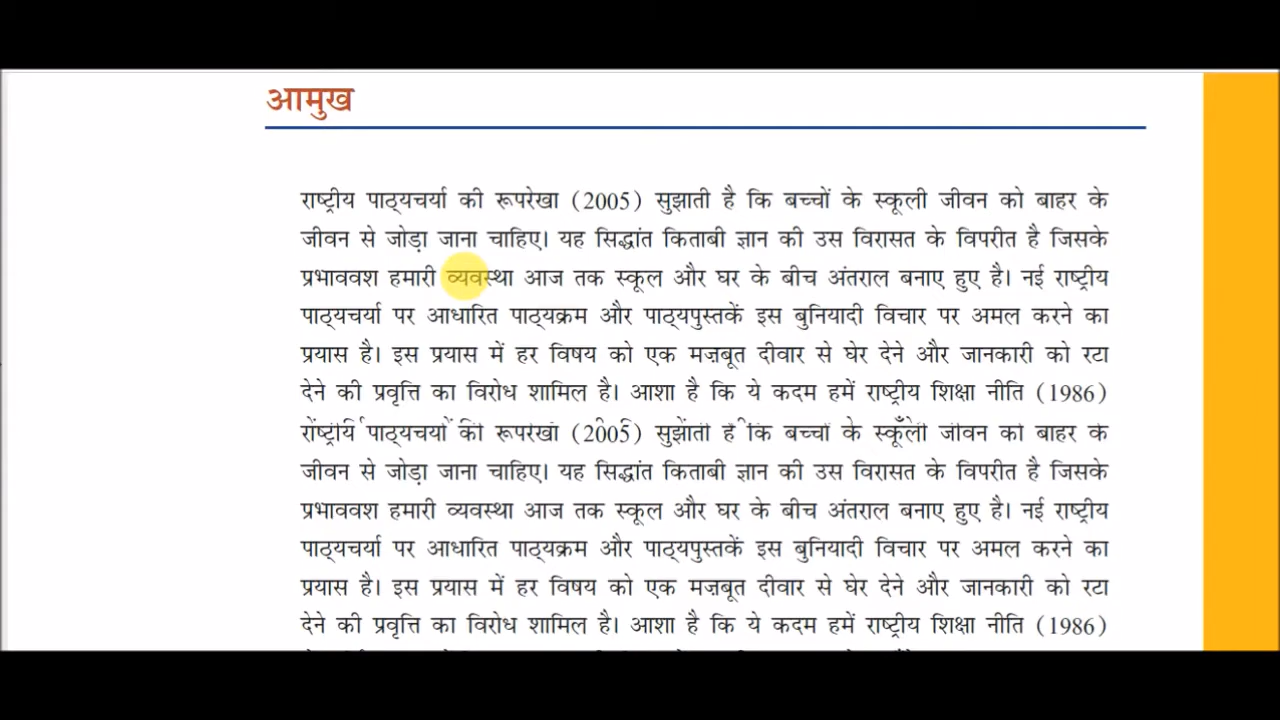 आमुख
राष्ट्रीय पाठ्यचर्या की रूपरेखा (2005) सुझाती है कि बच्चों के स्कूली जीवन को बाहर के
जीवन से जोड़ा जाना चाहिए। यह सिद्धांत किताबी ज्ञान की उस विरासत के विपरीत है जिसके
प्रभाववश हमारी व्यवस्था आज तक स्कूल और घर के बीच अंतराल बनाए हुए है। नई राष्ट्रीय
पाठ्यचर्या पर आधारित पाठ्यक्रम और पाठ्यपुस्तकें इस बुनियादी विचार पर अमल करने का
प्रयास है। इस प्रयास में हर विषय को एक मज़बूत दीवार से घेर देने और जानकारी को रटा
देने की प्रवृत्ति का विरोध शामिल है। आशा है कि ये कदम हमें राष्ट्रीय शिक्षा नीति (1986)
राष्ट्रीय पाठ्यचर्या की रूपरेखा (2005) सुझाती है कि बच्चों के स्कूली जीवन को बाहर के
जीवन से जोड़ा जाना चाहिए। यह सिद्धांत किताबी ज्ञान की उस विरासत के विपरीत है जिसके
प्रभाववश हमारी व्यवस्था आज तक स्कूल और घर के बीच अंतराल बनाए हुए है। नई राष्ट्रीय
पाठ्यचर्या पर आधारित पाठ्यक्रम और पाठ्यपुस्तकें इस बुनियादी विचार पर अमल करने का
प्रयास है। इस प्रयास में हर विषय को एक मज़बूत दीवार से घेर देने और जानकारी को रटा
देने की प्रवृत्ति का विरोध शामिल है। आशा है कि ये कदम हमें राष्ट्रीय शिक्षा नीति (1986)